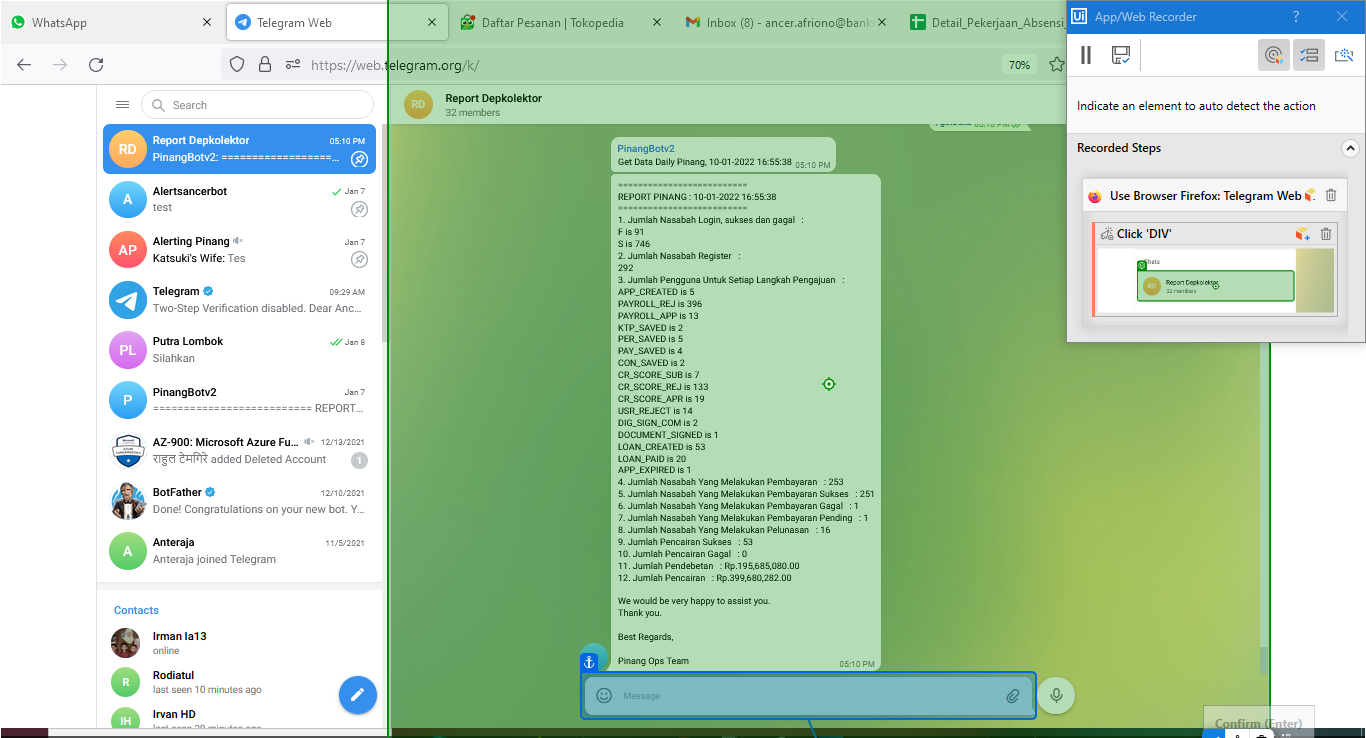 WhatsApp
Telegram Web
Daftar Pesanan | Tokopedia
Inbox (8) - ancer.afriono@bank
Detail_Pekerjaan_Absensi_
https://web.telegram.org/k/
70%
Search
Report Depkolektor
05:10 PM
PinangBotv2: ==================...
Alertsancerbot
Jan 7
test
Alerting Pinang
Jan 7
Katsuki's Wife: Tes
Telegram
09:29 AM
Two-Step Verification disabled. Dear Anc...
Putra Lombok
Jan 8
Silahkan
PinangBotv2
Jan 7
========================== REPORT...
AZ-900: Microsoft Azure Fu...
12/13/2021
राहुल टेमगिरे added Deleted Account
1
BotFather
12/10/2021
Done! Congratulations on your new bot. Y...
Anteraja
11/5/2021
Anteraja joined Telegram
Contacts
Irman Ia13
online
Rodiatul
last seen 10 minutes ago
Irvan HD
Report Depkolektor
32 members
PinangBotv2
Get Data Daily Pinang, 10-01-2022 16:55:38
05:10 PM
==========================
REPORT PINANG : 10-01-2022 16:55:38
==========================
1. Jumlah Nasabah Login, sukses dan gagal :
F is 91
S is 746
2. Jumlah Nasabah Register :
292
3. Jumlah Pengguna Untuk Setiap Langkah Pengajuan :
APP_CREATED is 5
PAYROLL_REJ is 396
PAYROLL_APP is 13
KTP_SAVED is 2
PER_SAVED is 5
PAY_SAVED is 4
CON_SAVED is 2
CR_SCORE_SUB is 7
CR_SCORE_REJ is 133
CR_SCORE_APR is 19
USR_REJECT is 14
DIG_SIGN_COM is 2
DOCUMENT_SIGNED is 1
LOAN_CREATED is 53
LOAN_PAID is 20
APP_EXPIRED is 1
4. Jumlah Nasabah Yang Melakukan Pembayaran : 253
5. Jumlah Nasabah Yang Melakukan Pembayaran Sukses : 251
6. Jumlah Nasabah Yang Melakukan Pembayaran Gagal : 1
7. Jumlah Nasabah Yang Melakukan Pembayaran Pending : 1
8. Jumlah Nasabah Yang Melakukan Pelunasan : 16
9. Jumlah Pencairan Sukses : 53
10. Jumlah Pencairan Gagal : 0
11. Jumlah Pendebetan : Rp.195,685,080.00
12. Jumlah Pencairan : Rp.399,680,282.00
We would be very happy to assist you.
Thank you.
Best Regards,
Pinang Ops Team
05:10 PM
Message
Ui App/Web Recorder
Indicate an element to auto detect the action
Recorded Steps
Use Browser Firefox: Telegram Web
Click 'DIV'
Chats
Report Depkolektor
32 members
Confirm (Enter)